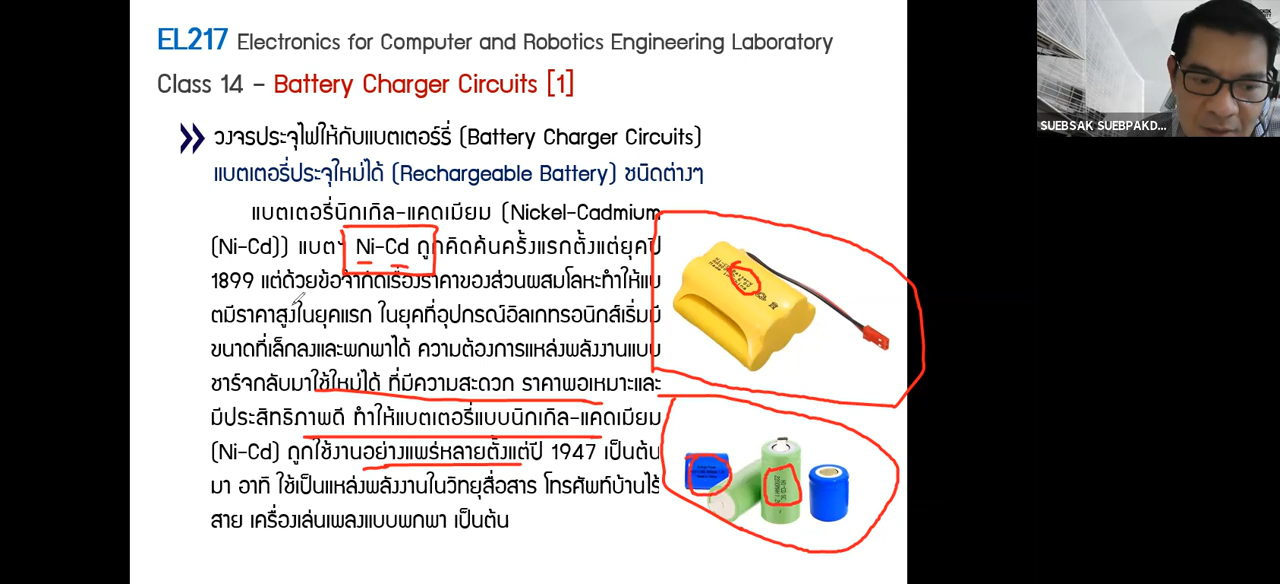 EL217 Electronics for Computer and Robotics Engineering Laboratory
Class 14 – Battery Charger Circuits [1]
SUEBSAK SUEBPAKD...
วงจรประจุไฟให้กับแบตเตอร์รี่ (Battery Charger Circuits)
แบตเตอรี่ประจุใหม่ได้ (Rechargeable Battery) ชนิดต่างๆ
แบตเตอรี่นิกเกิล-แคดเมียม (Nickel-Cadmium
(Ni-Cd)) แบตฯ Ni-Cd ถูกคิดค้นครั้งแรกตั้งแต่ยุคปี
1899 แต่ด้วยข้อจำกัดเรื่องราคาของส่วนผสมโลหะทำให้แบ
ตมีราคาสูงในยุคแรก ในยุคที่อุปกรณ์อิลเกทรอนิกส์เริ่มมี
ขนาดที่เล็กลงและพกพาได้ ความต้องการแหล่งพลังงานแบบ
ชาร์จกลับมาใช้ใหม่ได้ ที่มีความสะดวก ราคาพอเหมาะและ
มีประสิทธิภาพดี ทำให้แบตเตอรี่แบบนิกเกิล-แคดเมียม
(Ni-Cd) ถูกใช้งานอย่างแพร่หลายตั้งแต่ปี 1947 เป็นต้น
มา อาทิ ใช้เป็นแหล่งพลังงานในวิทยุสื่อสาร โทรศัพท์บ้านไร้
สาย เครื่องเล่นเพลงแบบพกพา เป็นต้น